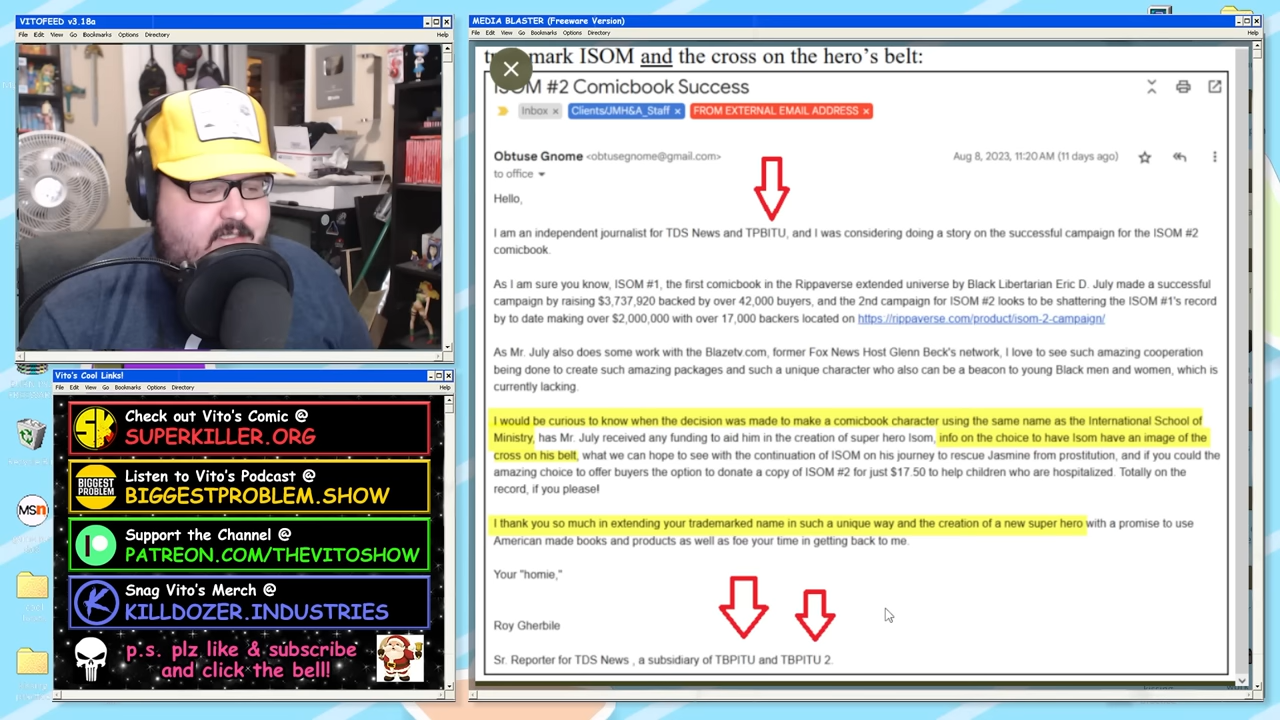 VITOFEED v3.18a
File Edit View Go Bookmarks Options Directory Help
MEDIA BLASTER (Freeware Version)
File Edit View Go Bookmarks Options Directory Help
mark ISOM and the cross on the hero's belt:
ISOM #2 Comicbook Success
Inbox × Clients/JMH&A_Staff × FROM EXTERNAL EMAIL ADDRESS ×
Obtuse Gnome <obtusegnome@gmail.com> Aug 8, 2023, 11:20 AM (11 days ago)
to office
Hello,
I am an independent journalist for TDS News and TPBITU, and I was considering doing a story on the successful campaign for the ISOM #2
comicbook.
As I am sure you know, ISOM #1, the first comicbook in the Rippaverse extended universe by Black Libertarian Eric D. July made a successful
campaign by raising $3,737,920 backed by over 42,000 buyers, and the 2nd campaign for ISOM #2 looks to be shattering the ISOM #1's record
by to date making over $2,000,000 with over 17,000 backers located on https://rippaverse.com/product/isom-2-campaign/
As Mr. July also does some work with the Blazetv.com, former Fox News Host Glenn Beck's network, I love to see such amazing cooperation
being done to create such amazing packages and such a unique character who also can be a beacon to young Black men and women, which is
currently lacking.
I would be curious to know when the decision was made to make a comicbook character using the same name as the International School of
Ministry, has Mr. July received any funding to aid him in the creation of super hero Isom, info on the choice to have Isom have an image of the
cross on his belt, what we can hope to see with the continuation of ISOM on his journey to rescue Jasmine from prostitution, and if you could the
amazing choice to offer buyers the option to donate a copy of ISOM #2 for just $17.50 to help children who are hospitalized. Totally on the
record, if you please!
I thank you so much in extending your trademarked name in such a unique way and the creation of a new super hero with a promise to use
American made books and products as well as foe your time in getting back to me.
Your "homie,"
Roy Gherbile
Sr. Reporter for TDS News , a subsidiary of TBPITU and TBPITU 2.
Vito's Cool Links!
File Edit View Go Bookmarks Options Directory Help
SK
Check out Vito's Comic @
SUPERKILLER.ORG
BIGGEST
PROBLEM
Listen to Vito's Podcast @
BIGGESTPROBLEM.SHOW
Support the Channel @
PATREON.COM/THEVITOSHOW
K
Snag Vito's Merch @
KILLDOZER.INDUSTRIES
p.s. plz like & subscribe
and click the bell!
msn